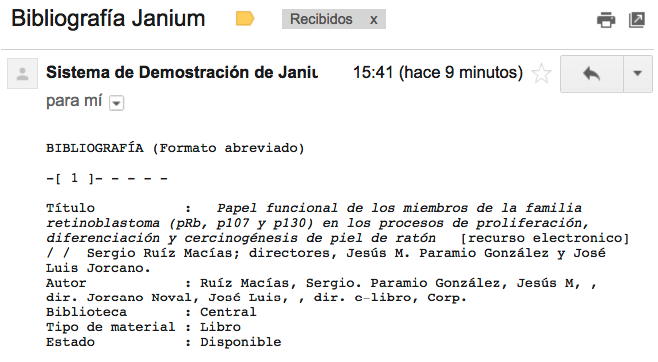 Bibliografía Janium Recibidos x
Sistema de Demostración de Janiu 15:41 (hace 9 minutos)
para mí
BIBLIOGRAFÍA (Formato abreviado)
-[ 1 ]- - - - -
Título : Papel funcional de los miembros de la familia
retinoblastoma (pRb, p107 y p130) en los procesos de proliferación,
diferenciación y cercinogénesis de piel de ratón [recurso electronico]
/ / Sergio Ruíz Macías; directores, Jesús M. Paramio González y José
Luis Jorcano.
Autor : Ruíz Macías, Sergio. Paramio González, Jesús M, ,
dir. Jorcano Noval, José Luis, , dir. e-libro, Corp.
Biblioteca : Central
Tipo de material : Libro
Estado : Disponible